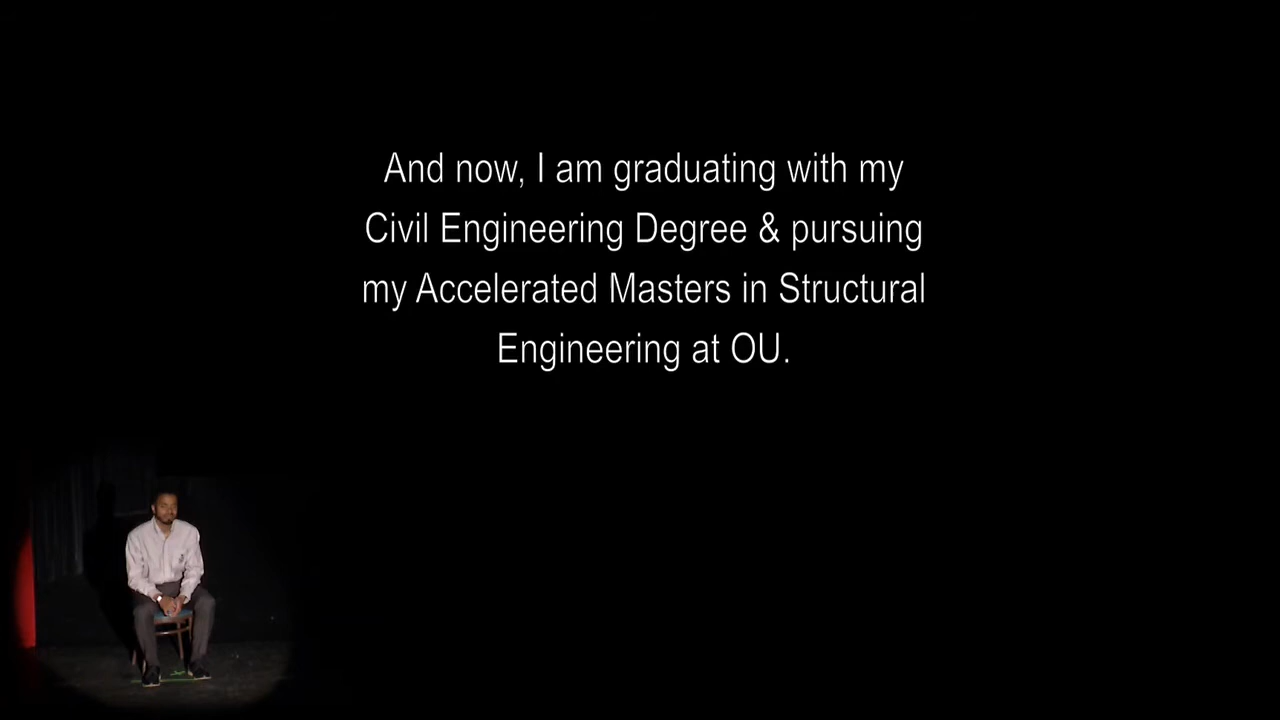 And now, I am graduating with my
Civil Engineering Degree & pursuing
my Accelerated Masters in Structural
Engineering at OU.